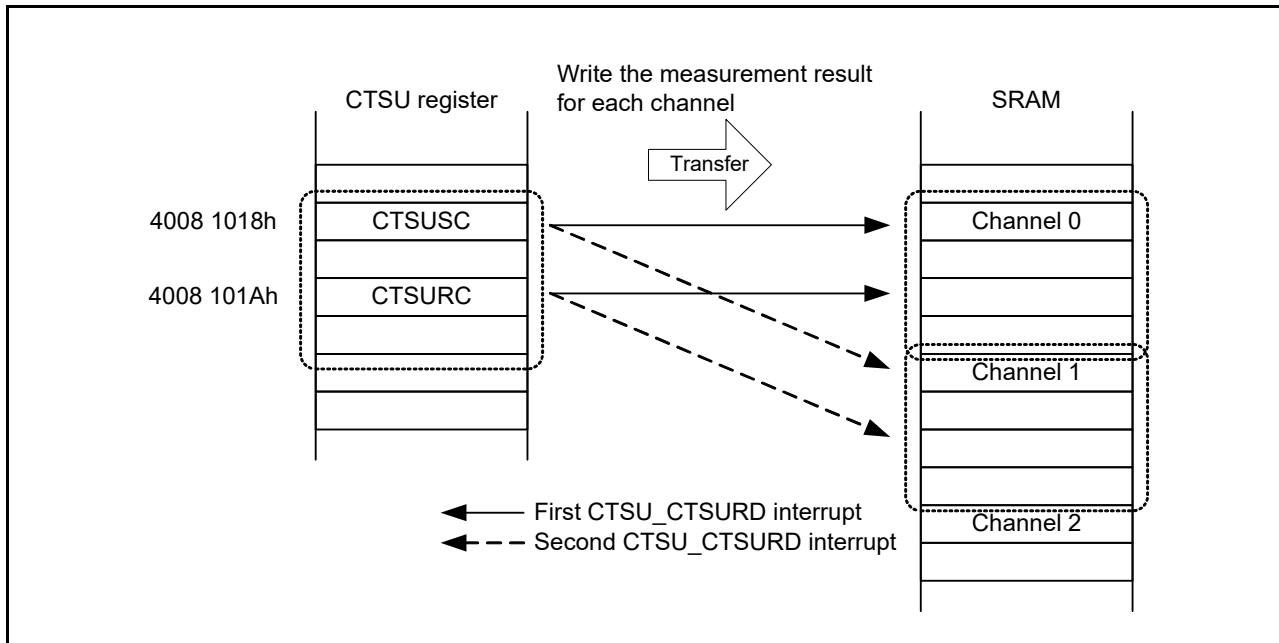 Write the measurement result
for each channel
CTSU register
SRAM
Transfer
4008 1018h
CTSUSC
Channel 0
4008 101Ah
CTSURC
Channel 1
First CTSU_CTSURD interrupt
Second CTSU_CTSURD interrupt
Channel 2